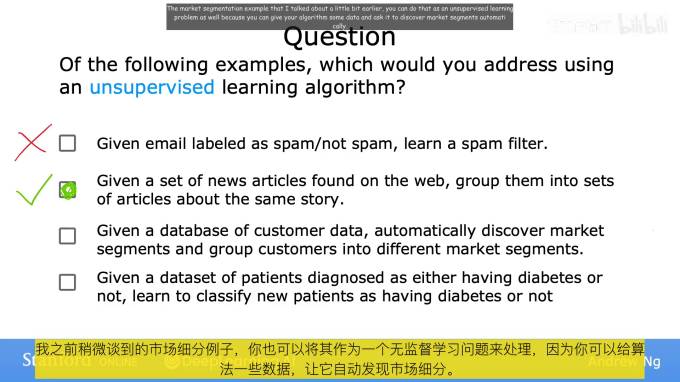 The market segmentation example that I talked about a little bit earlier, you can do that as an unsupervised learning
problem as well because you can give your algorithm some data and ask it to discover market segments automati
cally.
Question
bilibili
Of the following examples, which would you address using
an unsupervised learning algorithm?
Given email labeled as spam/not spam, learn a spam filter.
Given a set of news articles found on the web, group them into sets
of articles about the same story.
Given a database of customer data, automatically discover market
segments and group customers into different market segments.
Given a dataset of patients diagnosed as either having diabetes or
not, learn to classify new patients as having diabetes or not
我之前稍微谈到的市场细分例子，你也可以将其作为一个无监督学习问题来处理，因为你可以给算
法一些数据，让它自动发现市场细分。
Ng